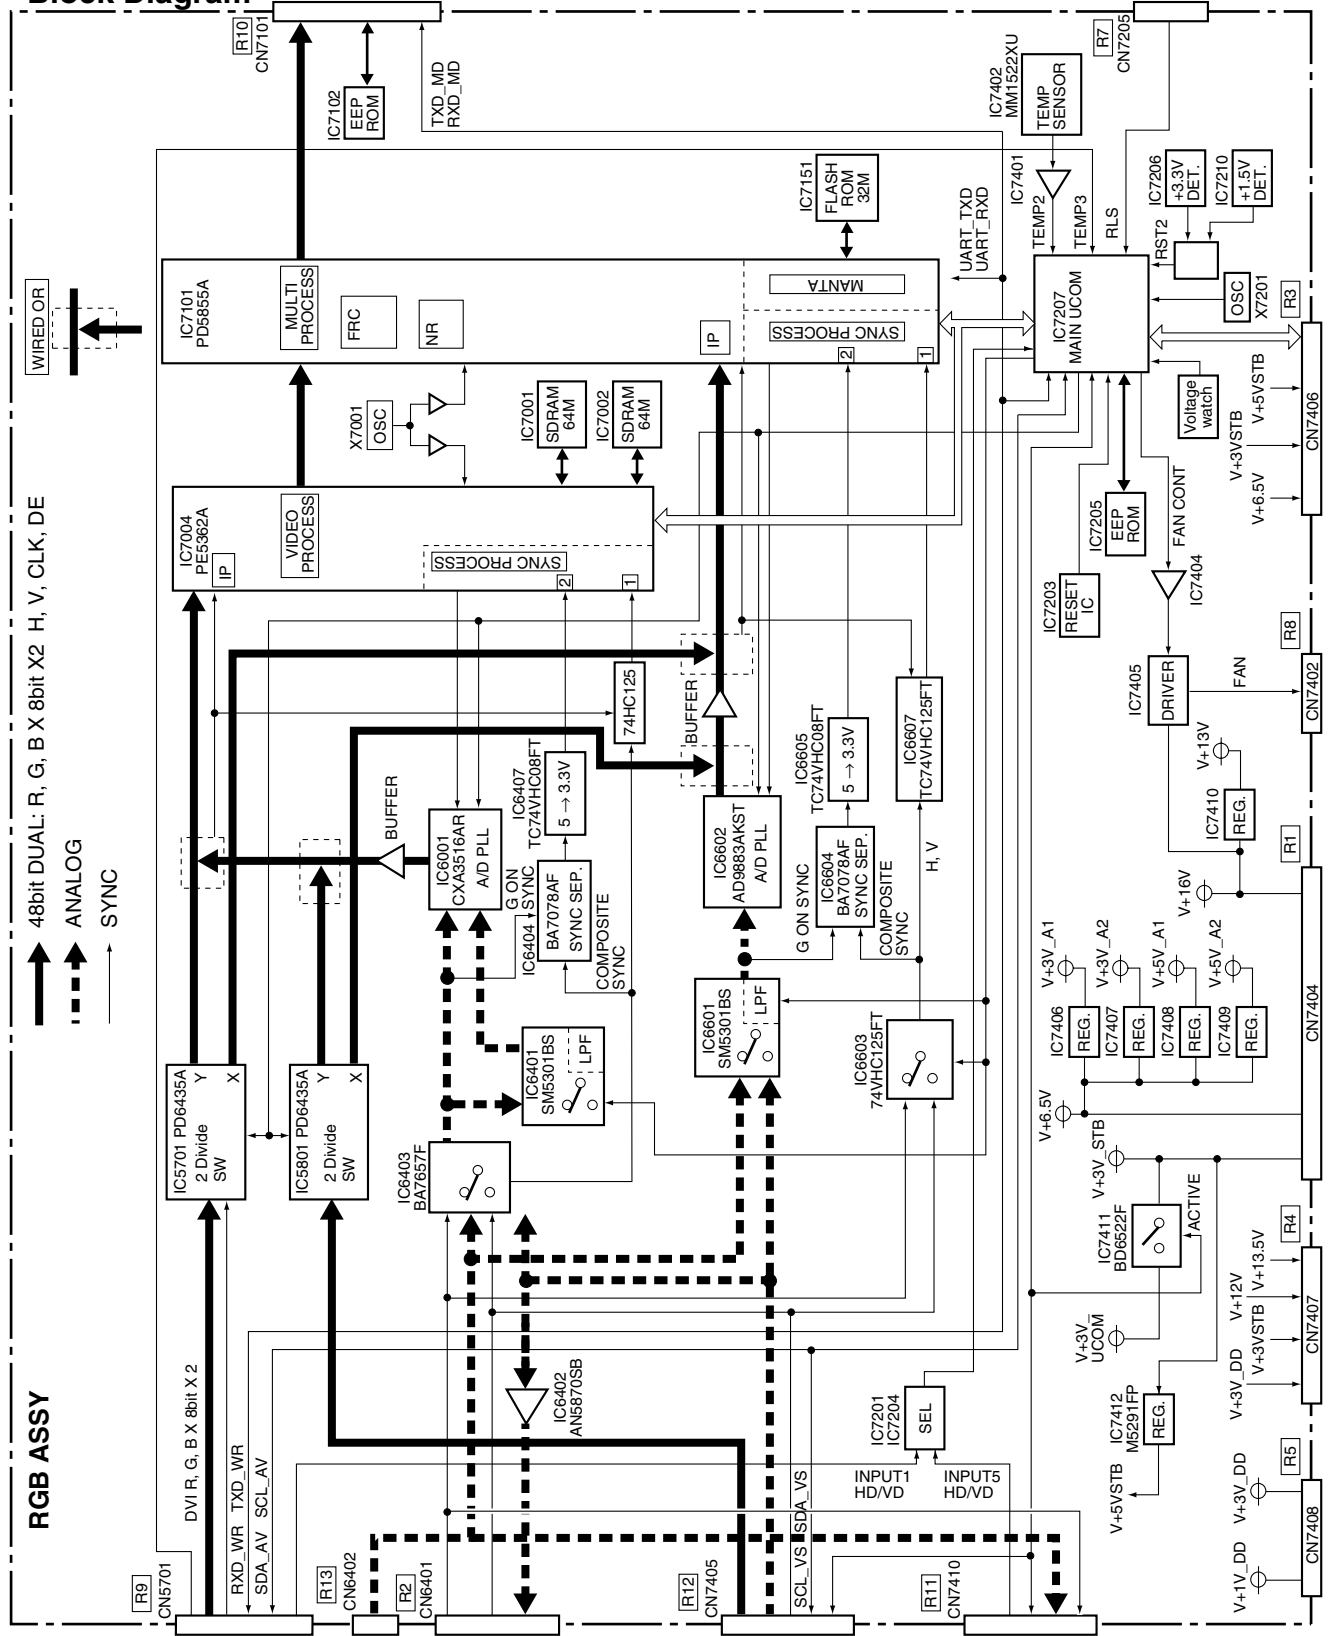 Block Diagram
RGB ASSY
48bit DUAL: R, G, B X 8bit X2 H, V, CLK, DE
ANALOG
SYNC
WIRED OR
R10
CN7101
R7
CN7205
IC7102
EEP
ROM
TXD_MD
RXD_MD
IC7402
MM1522XU
TEMP
SENSOR
IC7401
TEMP2
TEMP3
RLS
RST2
IC7206
+3.3V
DET.
IC7210
+1.5V
DET.
OSC
X7201
R3
IC7151
FLASH
ROM
32M
UART_TXD
UART_RXD
IC7101
PD5855A
MULTI
PROCESS
FRC
NR
IP
MANTA
SYNC PROCESS
2
1
IC7207
MAIN UCOM
Voltage
watch
V+5VSTB
V+3VSTB
V+6.5V
CN7406
X7001
OSC
IC7001
SDRAM
64M
IC7002
SDRAM
64M
IC7004
PE5362A
IP
VIDEO
PROCESS
SYNC PROCESS
2
1
IC7205
EEP
ROM
IC7203
RESET
IC
FAN CONT
IC7404
IC7405
DRIVER
FAN
R8
CN7402
74HC125
BUFFER
BUFFER
IC6001
CXA3516AR
A/D PLL
G ON
SYNC
IC6407
TC74VHC08FT
5 → 3.3V
IC6404
BA7078AF
SYNC SEP.
COMPOSITE
SYNC
IC6602
AD9883AKST
A/D PLL
IC6605
TC74VHC08FT
5 → 3.3V
IC6607
TC74VHC125FT
IC6604
BA7078AF
SYNC SEP.
G ON SYNC
COMPOSITE
SYNC
H, V
V+13V
IC7410
REG.
V+16V
R1
CN7404
V+3V_A1
V+3V_A2
V+5V_A1
V+5V_A2
IC7406
REG.
IC7407
REG.
IC7408
REG.
IC7409
REG.
V+6.5V
V+3V_STB
IC5701 PD6435A
2 Divide
SW
Y
X
IC5801 PD6435A
2 Divide
SW
Y
X
IC6401
SM5301BS
LPF
IC6403
BA7657F
IC6601
SM5301BS
LPF
IC6603
74VHC125FT
IC7411
BD6522F
ACTIVE
R4
CN7407
V+13.5V
V+12V
V+3VSTB
V+3V_DD
V+3V_
UCOM
IC7412
M5291FP
REG.
V+5VSTB
IC6402
AN5870SB
IC7201
IC7204
SEL
INPUT1
HD/VD
INPUT5
HD/VD
DVI R, G, B X 8bit X 2
RXD_WR TXD_WR
SDA_AV SCL_AV
SCL_VS SDA_VS
R9
CN5701
R13
CN6402
R2
CN6401
R12
CN7405
R11
CN7410
V+1V_DD
V+3V_DD
R5
CN7408